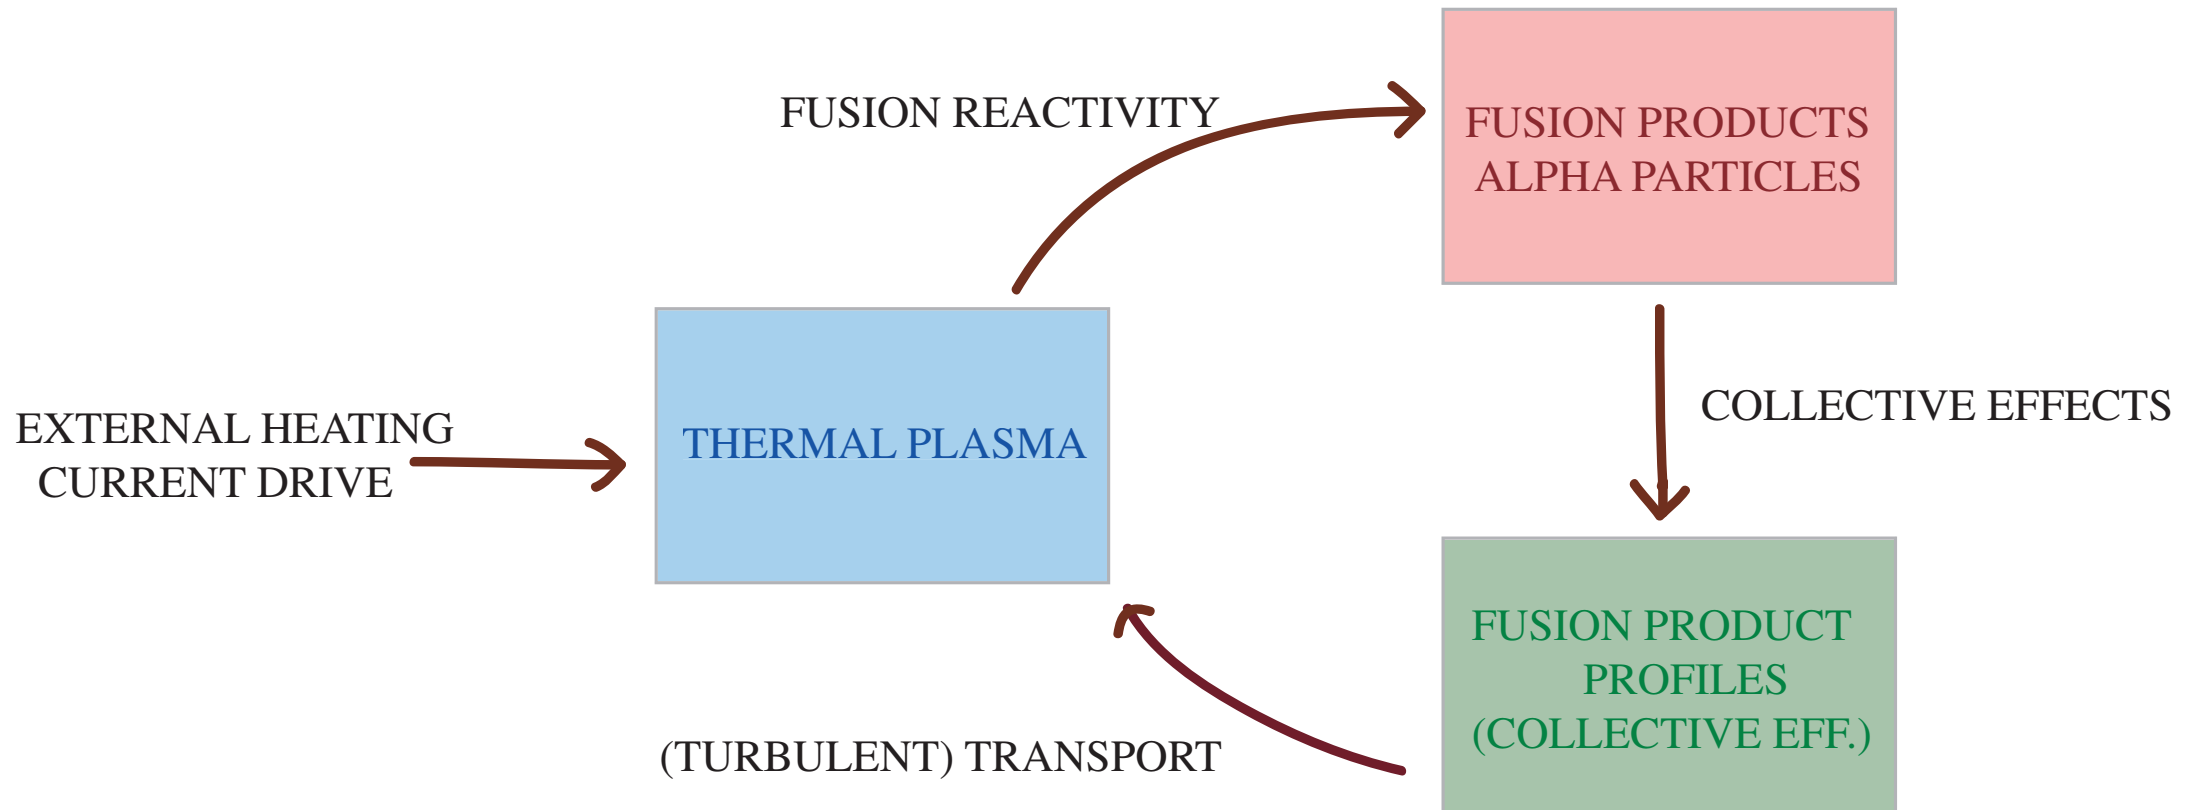 FUSION REACTIVITY
FUSION PRODUCTS
ALPHA PARTICLES
EXTERNAL HEATING
CURRENT DRIVE
THERMAL PLASMA
COLLECTIVE EFFECTS
FUSION PRODUCT
PROFILES
(COLLECTIVE EFF.)
(TURBULENT) TRANSPORT